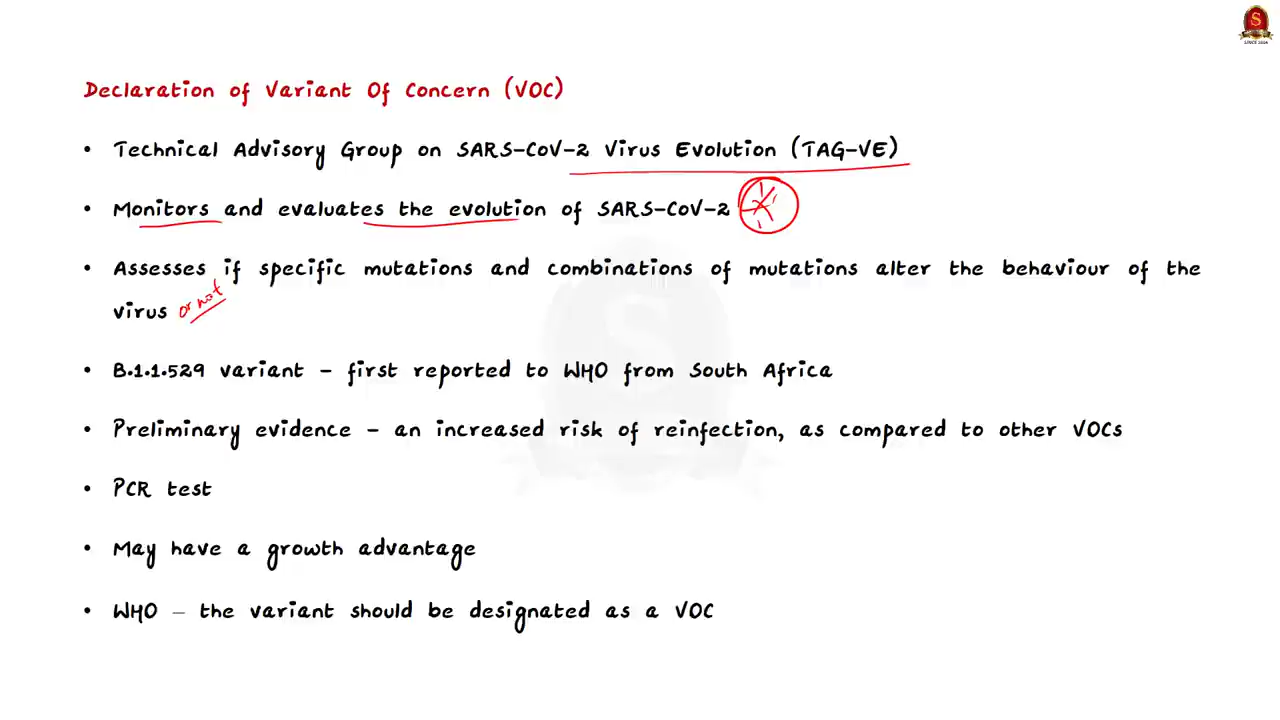 Declaration of Variant Of Concern (VOC)
• Technical Advisory Group on SARS-CoV-2 Virus Evolution (TAG-VE)
• Monitors and evaluates the evolution of SARS-CoV-2
• Assesses if specific mutations and combinations of mutations alter the behaviour of the
virus or not
• B.1.1.529 variant - first reported to WHO from South Africa
• Preliminary evidence - an increased risk of reinfection, as compared to other VOCs
• PCR test
• May have a growth advantage
• WHO – the variant should be designated as a VOC